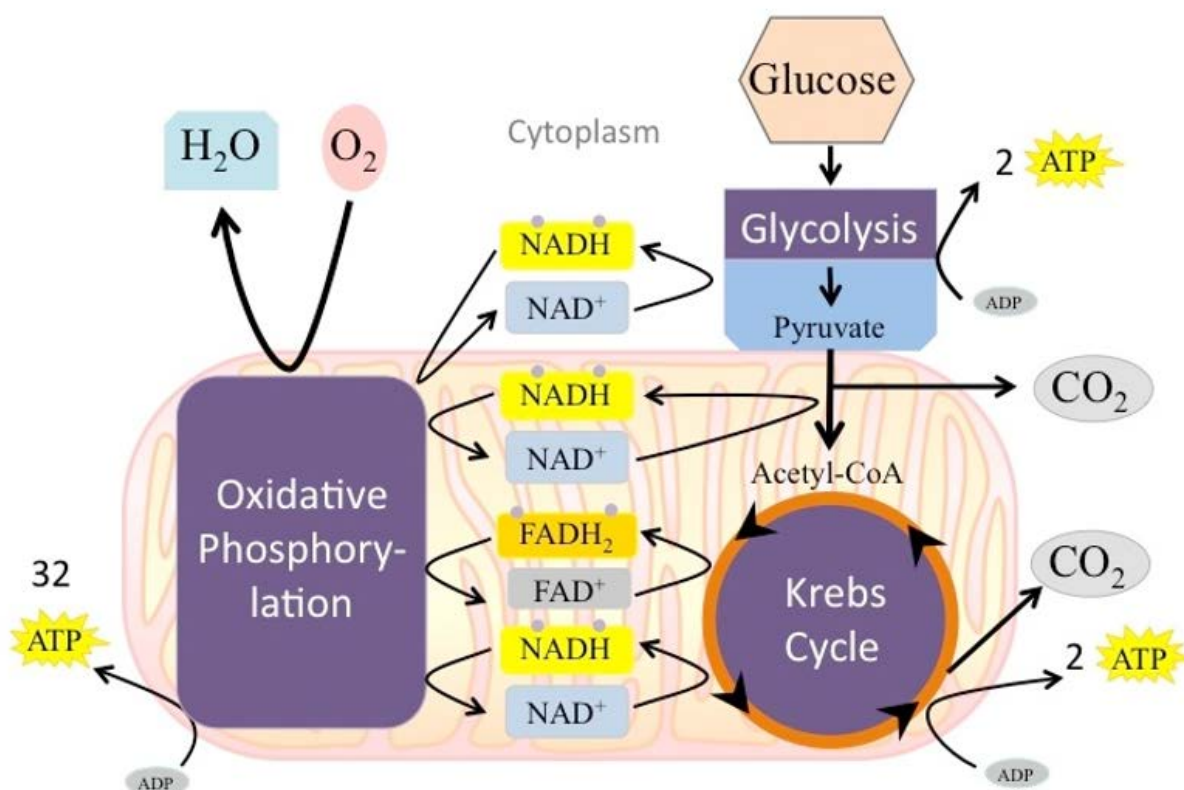 Glucose
H₂O
O₂
Cytoplasm
2 ATP
NADH
Glycolysis
NAD⁺
ADP
Pyruvate
NADH
CO₂
NAD⁺
Acetyl-CoA
Oxidative
Phosphory-
lation
FADH₂
FAD⁺
Krebs
Cycle
CO₂
32
ATP
NADH
2 ATP
NAD⁺
ADP
ADP